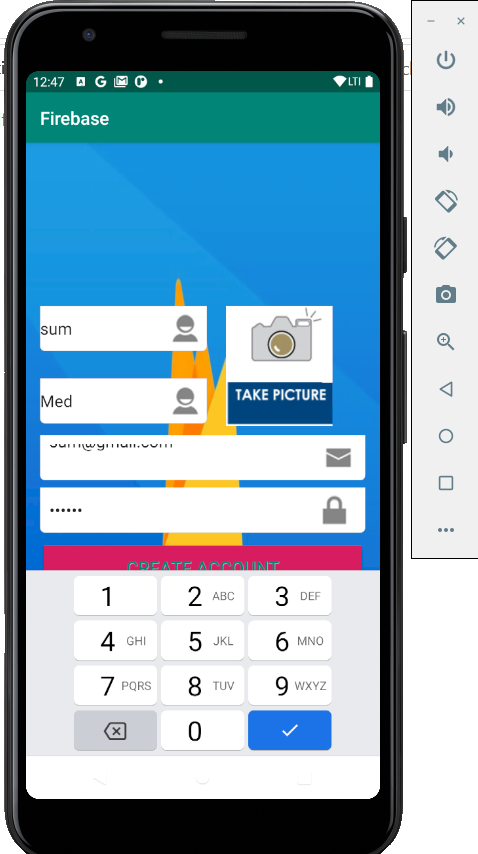 12:47 LTE
Firebase
sum
Med
TAKE PICTURE
sum@gmail.com
••••••
CREATE ACCOUNT
1 2 ABC 3 DEF
4 GHI 5 JKL 6 MNO
7 PQRS 8 TUV 9 WXYZ
0